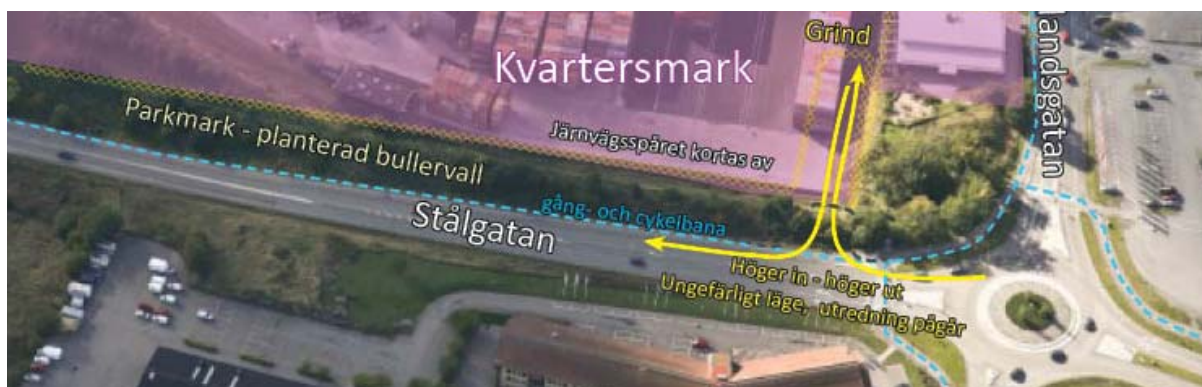 Grind
Kvartersmark
landsgatan
Parkmark - planterad bullervall
Järnvägsspåret kortas av
gång- och cykelbana
Stålgatan
Höger in - höger ut
Ungefärligt läge, utredning pågår